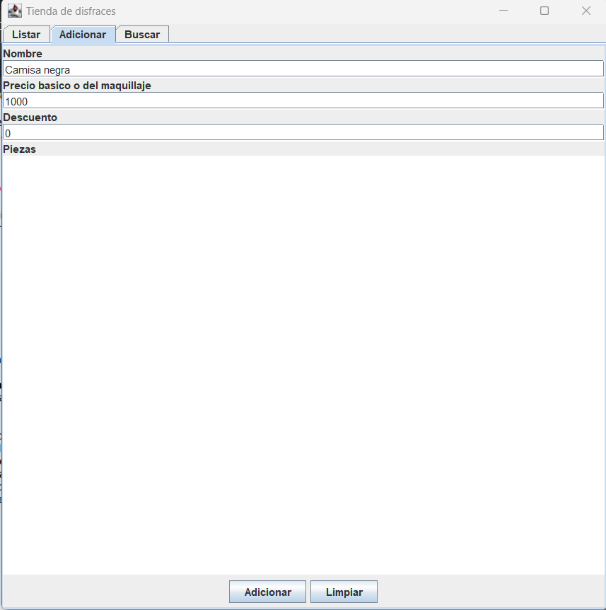 Tienda de disfraces
Listar Adicionar Buscar
Nombre
Camisa negra
Precio basico o del maquillaje
1000
Descuento
0
Piezas
Adicionar Limpiar